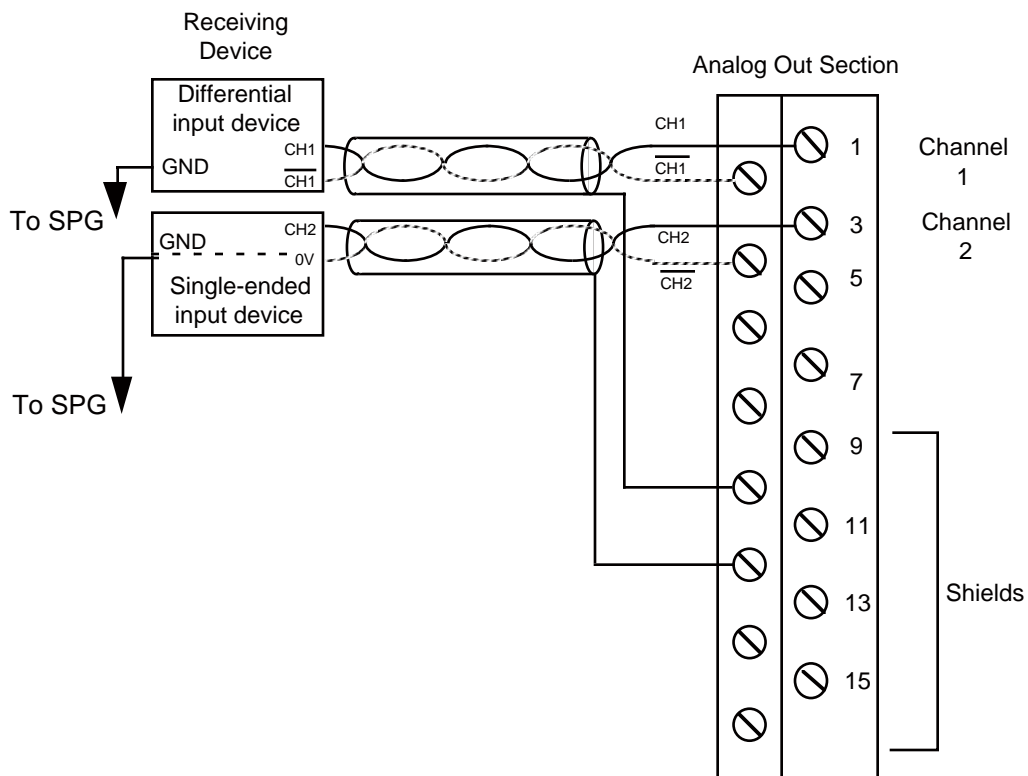 Receiving
Device
Analog Out Section
Differential
input device
CH1
CH1
GND
CH1
CH1
1
Channel
1
To SPG
CH2
GND
0V
Single-ended
input device
CH2
CH2
3
Channel
2
5
To SPG
7
9
11
13
15
Shields